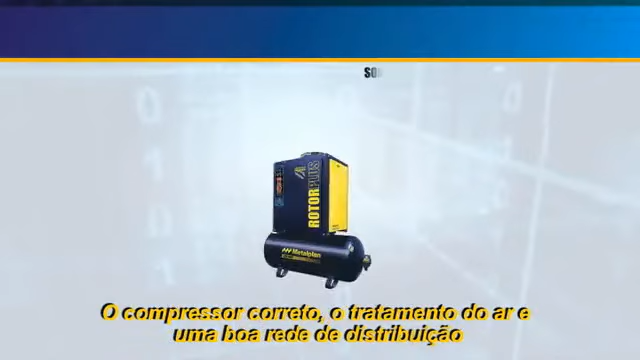 ROTORPLUS
Metalplan
O compressor correto, o tratamento do ar e
uma boa rede de distribuição